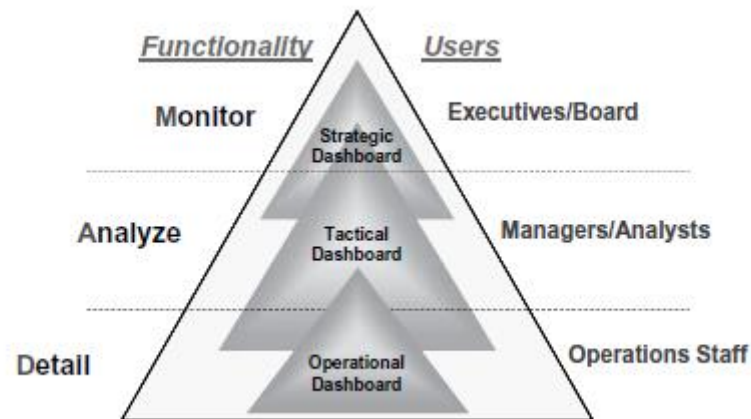 Functionality
Users
Monitor
Executives/Board
Strategic
Dashboard
Analyze
Managers/Analysts
Tactical
Dashboard
Detail
Operations Staff
Operational
Dashboard